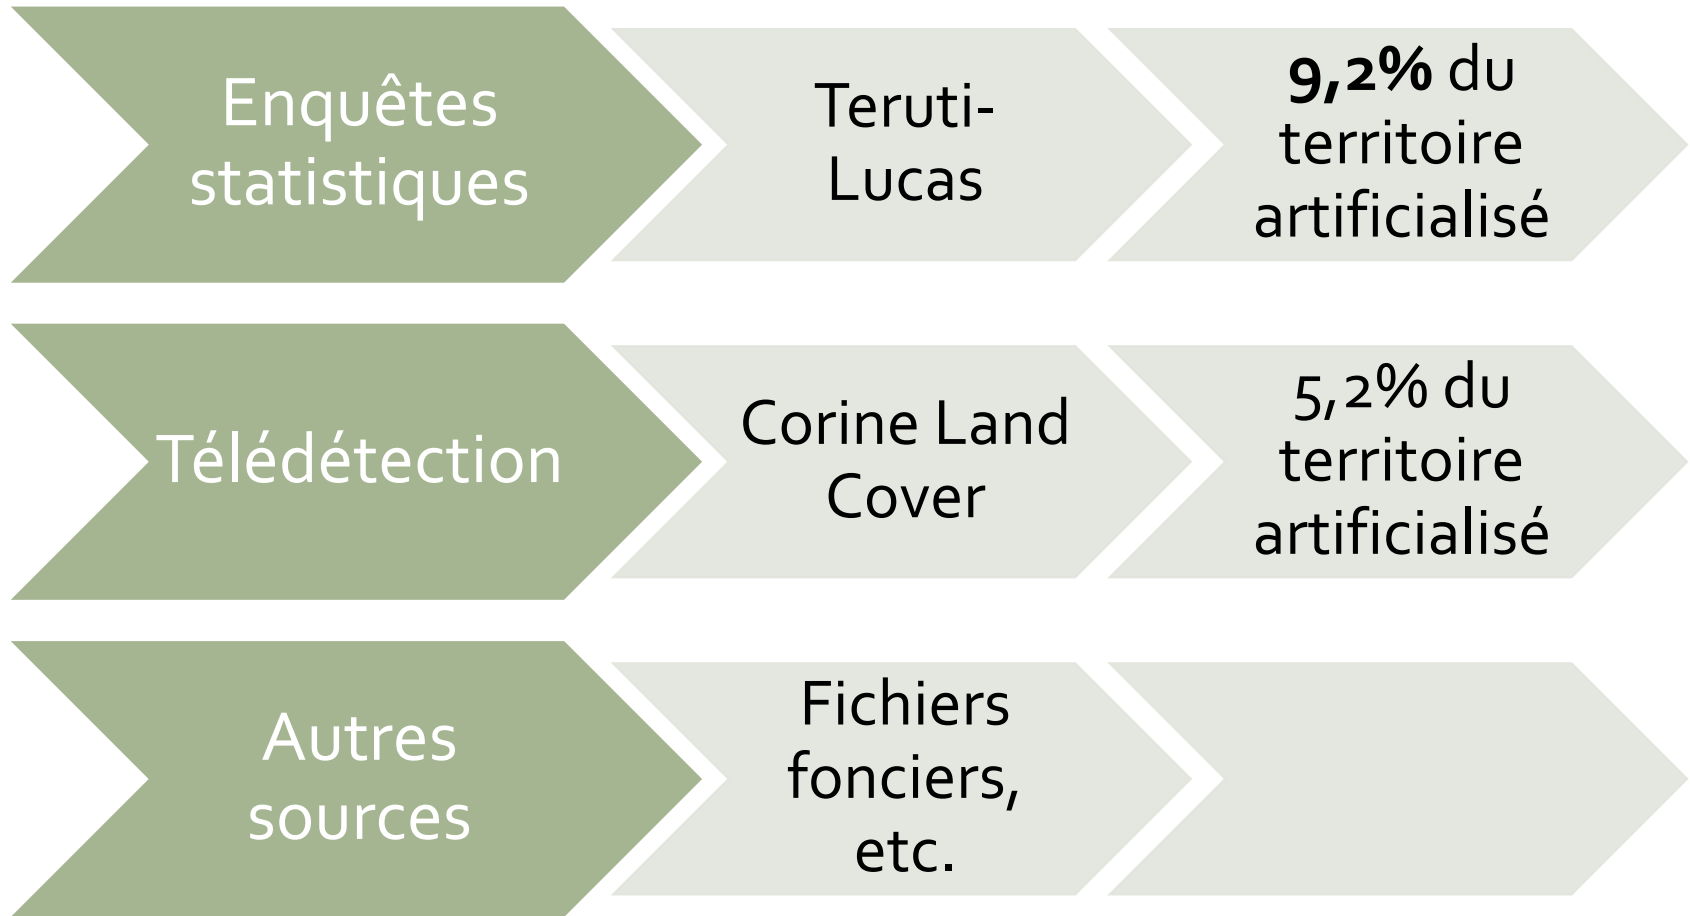 Enquêtes
statistiques
Teruti-
Lucas
9,2% du
territoire
artificialisé
Télédétection
Corine Land
Cover
5,2% du
territoire
artificialisé
Autres
sources
Fichiers
fonciers,
etc.